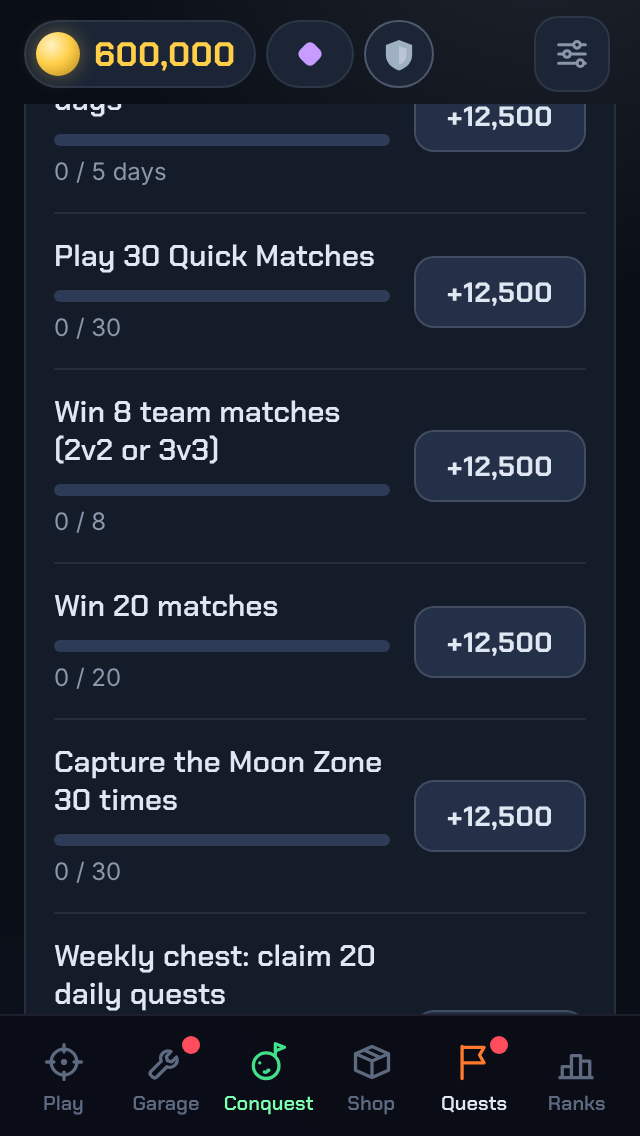 600,000
days
+12,500
0 / 5 days
Play 30 Quick Matches
+12,500
0 / 30
Win 8 team matches
(2v2 or 3v3)
+12,500
0 / 8
Win 20 matches
+12,500
0 / 20
Capture the Moon Zone
30 times
+12,500
0 / 30
Weekly chest: claim 20
daily quests
Play
Garage
Conquest
Shop
Quests
Ranks